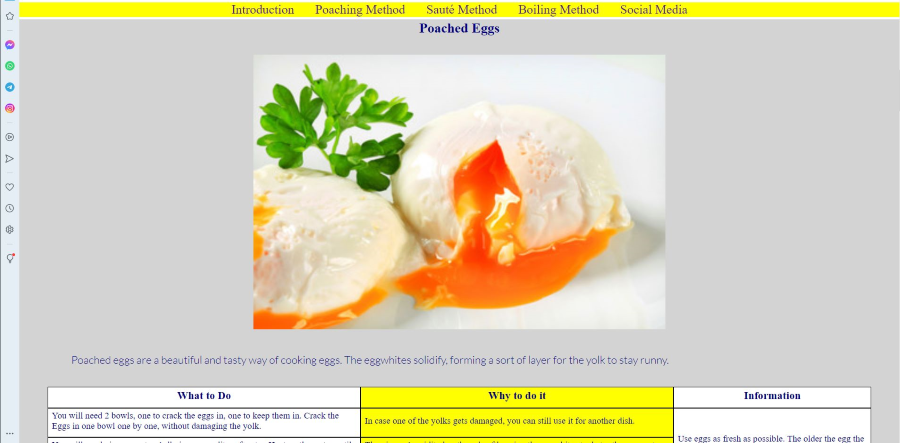 Introduction Poaching Method Sauté Method Boiling Method Social Media
Poached Eggs
Poached eggs are a beautiful and tasty way of cooking eggs. The eggwhites solidify, forming a sort of layer for the yolk to stay runny.
What to Do Why to do it Information
You will need 2 bowls, one to crack the eggs in, one to keep them in. Crack the
Eggs in one bowl one by one, without damaging the yolk.
In case one of the yolks gets damaged, you can still use it for another dish.
Use eggs as fresh as possible. The older the egg the